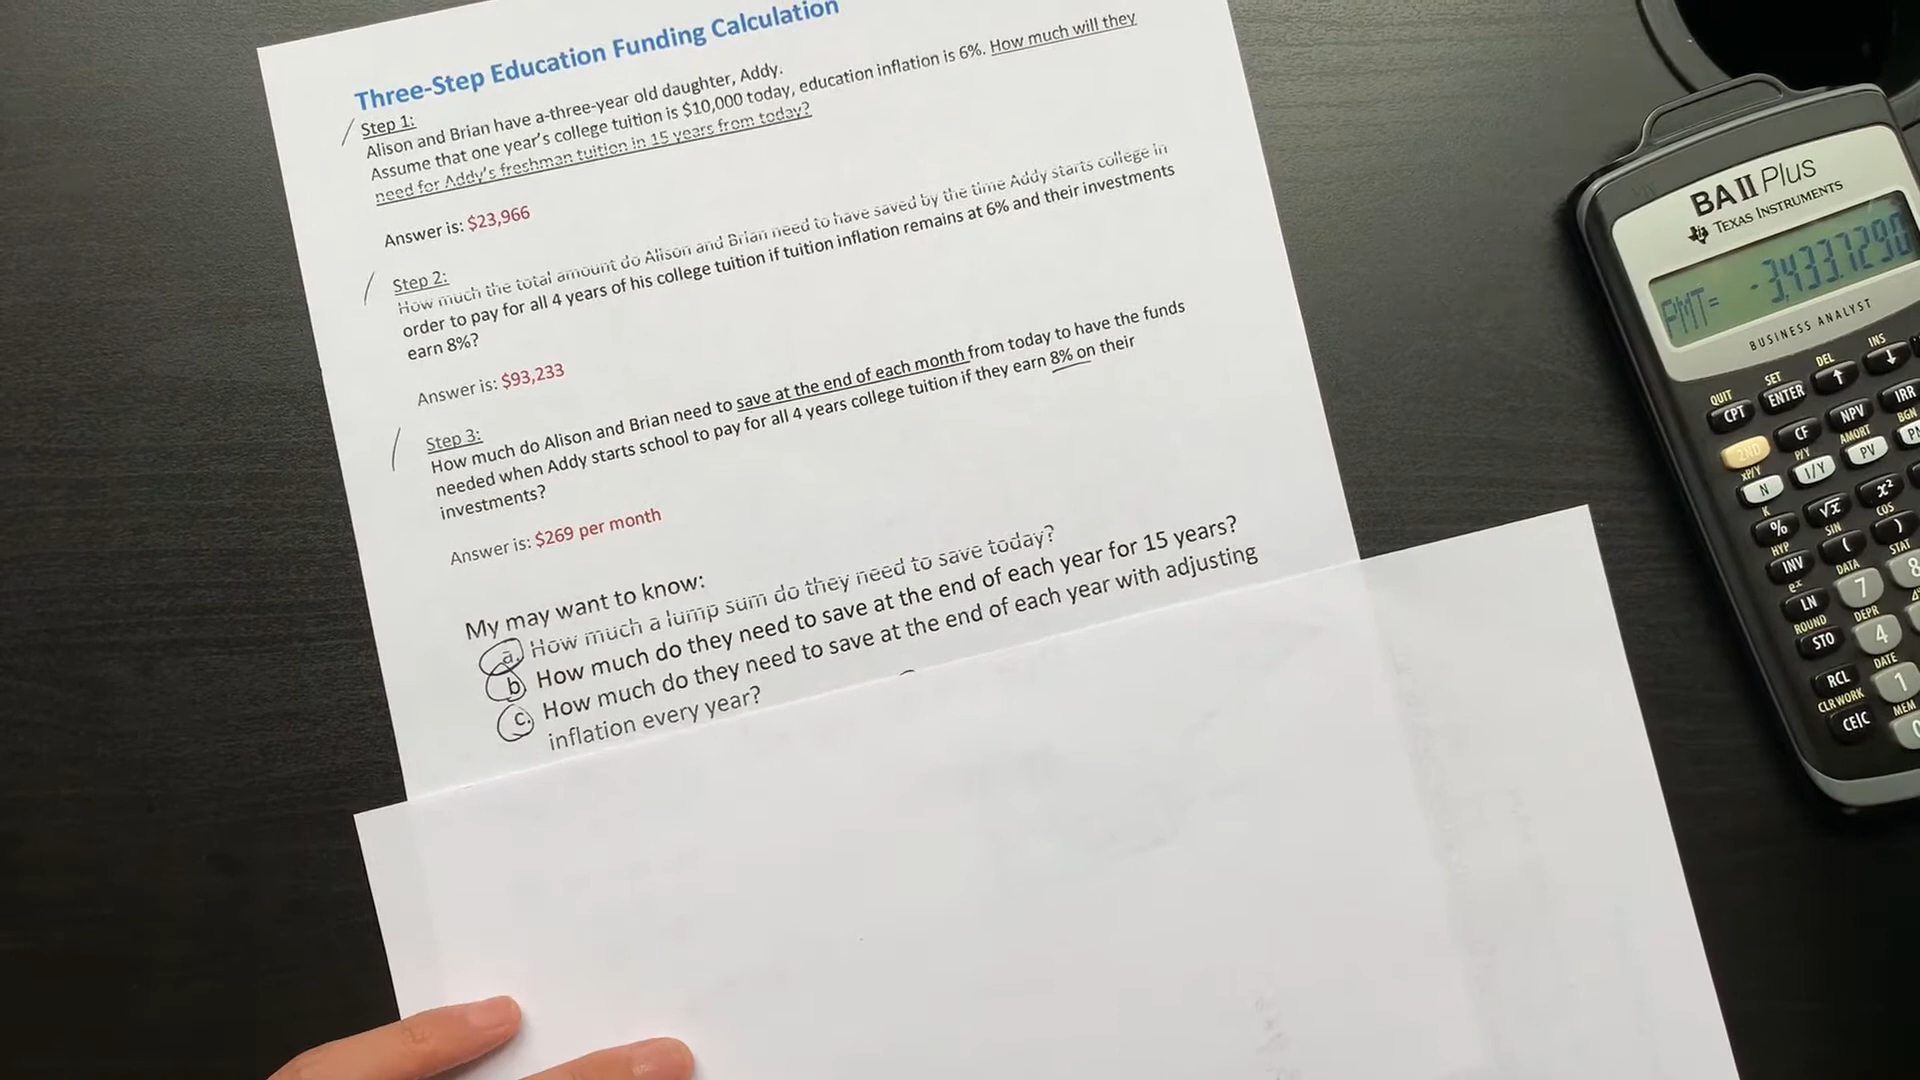 Three-Step Education Funding Calculation
Step 1:
Alison and Brian have a-three-year old daughter, Addy.
Assume that one year's college tuition is $10,000 today, education inflation is 6%. How much will they
need for Addy's freshman tuition in 15 years from today?
Answer is: $23,966
Step 2:
How much the total amount do Alison and Brian need to have saved by the time Addy starts college in
order to pay for all 4 years of his college tuition if tuition inflation remains at 6% and their investments
earn 8%?
Answer is: $93,233
Step 3:
How much do Alison and Brian need to save at the end of each month from today to have the funds
needed when Addy starts school to pay for all 4 years college tuition if they earn 8% on their
investments?
Answer is: $269 per month
My may want to know:
a. How much a lump sum do they need to save today?
b. How much do they need to save at the end of each year for 15 years?
c. How much do they need to save at the end of each year with adjusting
inflation every year?
BA II Plus
TEXAS INSTRUMENTS
PMT= -3,433.7290
BUSINESS ANALYST
QUIT SET DEL INS
CPT ENTER ↑ ↓
2ND CF NPV IRR
xP/Y P/Y AMORT BGN
N I/Y PV
K
% √x x²
HYP SIN COS
INV ( )
eˣ DATA STAT
LN 7 8
ROUND DEPR
STO 4
DATE
RCL 1
CLR WORK MEM
CE|C 0